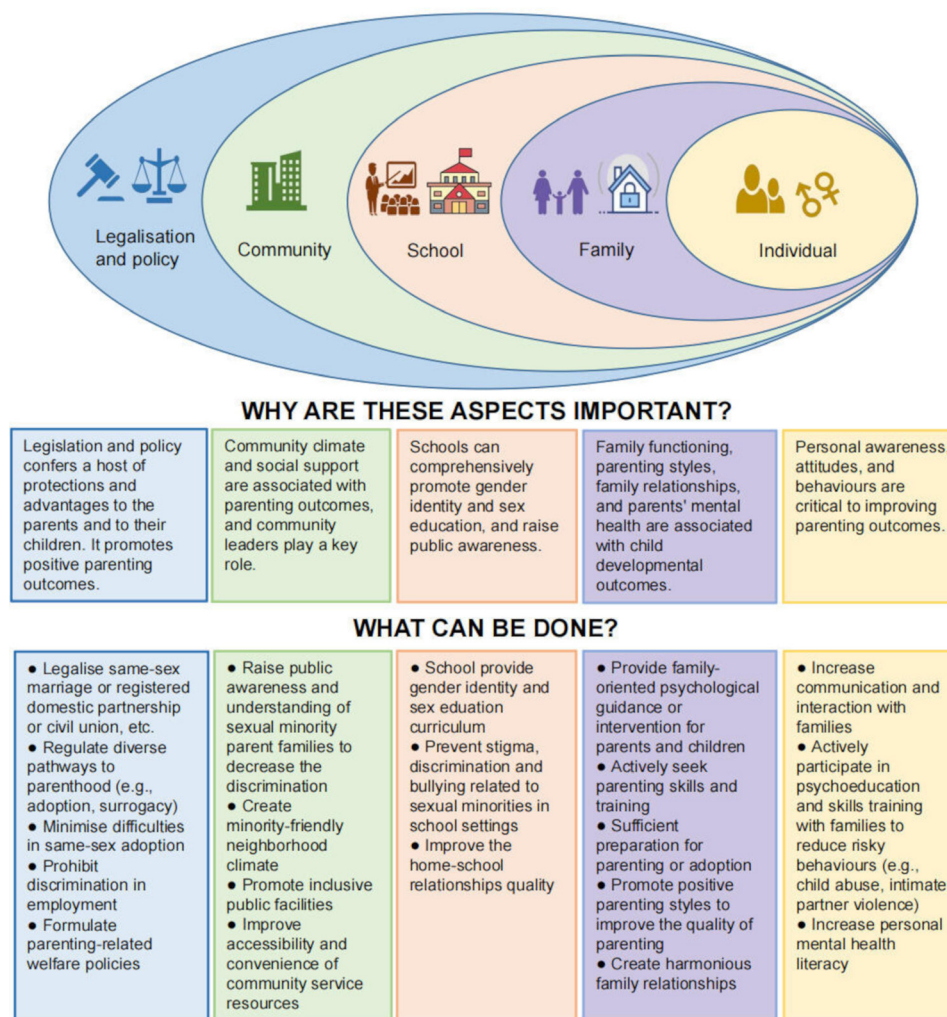 Legalisation
and policy
Community
School
Family
Individual
WHY ARE THESE ASPECTS IMPORTANT?
Legislation and policy
confers a host of
protections and
advantages to the
parents and to their
children. It promotes
positive parenting
outcomes.
Community climate
and social support
are associated with
parenting outcomes,
and community
leaders play a key
role.
Schools can
comprehensively
promote gender
identity and sex
education, and raise
public awareness.
Family functioning,
parenting styles,
family relationships,
and parents' mental
health are associated
with child
developmental
outcomes.
Personal awareness,
attitudes, and
behaviours are
critical to improving
parenting outcomes.
WHAT CAN BE DONE?
● Legalise same-sex
marriage or registered
domestic partnership
or civil union, etc.
● Regulate diverse
pathways to
parenthood (e.g.,
adoption, surrogacy)
● Minimise difficulties
in same-sex adoption
● Prohibit
discrimination in
employment
● Formulate
parenting-related
welfare policies
● Raise public
awareness and
understanding of
sexual minority
parent families to
decrease the
discrimination
● Create
minority-friendly
neighborhood
climate
● Promote inclusive
public facilities
● Improve
accessibility and
convenience of
community service
resources
● School provide
gender identity and
sex eduation
curriculum
● Prevent stigma,
discrimination and
bullying related to
sexual minorities in
school settings
● Improve the
home-school
relationships quality
● Provide family-
oriented psychological
guidance or
intervention for
parents and children
● Actively seek
parenting skills and
training
● Sufficient
preparation for
parenting or adoption
● Promote positive
parenting styles to
improve the quality of
parenting
● Create harmonious
family relationships
● Increase
communication and
interaction with
families
● Actively
participate in
psychoeducation
and skills training
with families to
reduce risky
behaviours (e.g.,
child abuse, intimate
partner violence)
● Increase personal
mental health
literacy